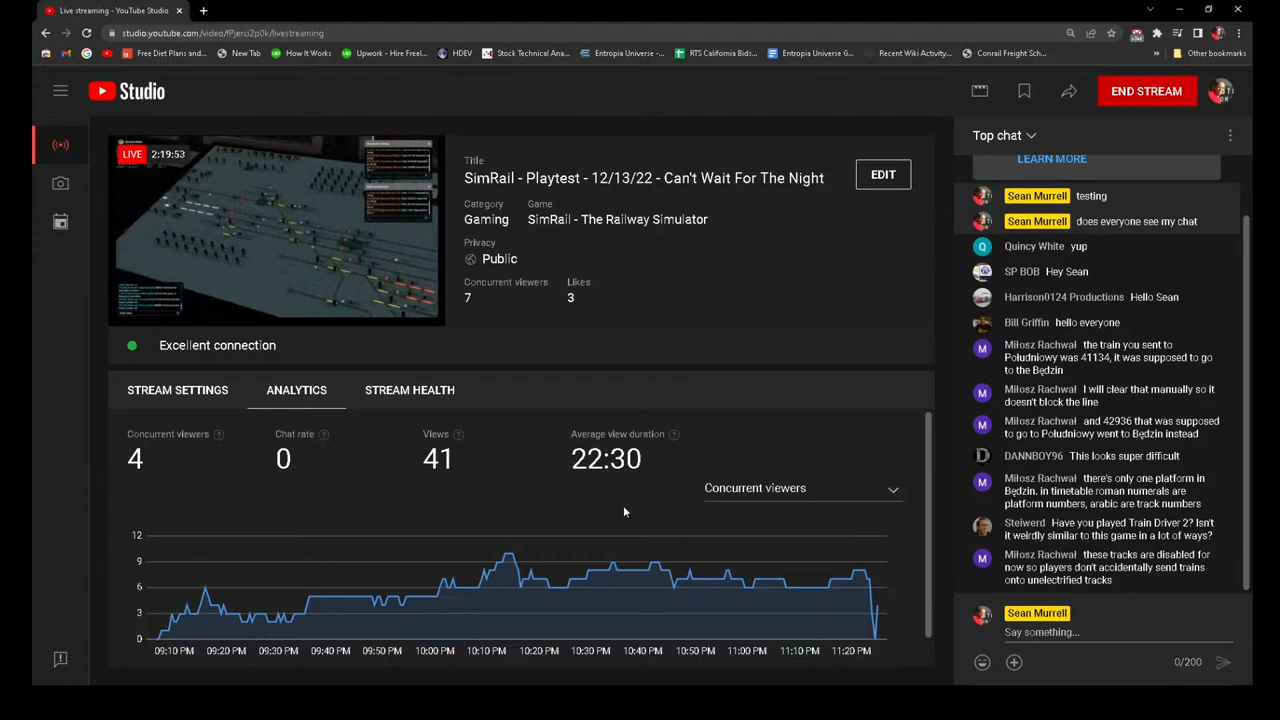 Live streaming - YouTube Studio
studio.youtube.com/video/fPjerci2p0k/livestreaming
Free Diet Plans and... New Tab How It Works Upwork - Hire Freel... HDEV Stock Technical Ana... Entropia Universe -... RTS California Bids... Universe G... Recent Wiki Activity... Conrail Freight Sch... » Other bookmarks
Studio
END STREAM
LIVE 2:19:53
Title
SimRail - Playtest - 12/13/22 - Can't Wait For The Night
EDIT
Category Game
Gaming SimRail - The Railway Simulator
Privacy
Public
Concurrent viewers Likes
7 3
Excellent connection
STREAM SETTINGS ANALYTICS STREAM HEALTH
Concurrent viewers Chat rate Views Average view duration
4 0 41 22:30
Concurrent viewers
12
9
6
3
0
09:10 PM 09:20 PM 09:30 PM 09:40 PM 09:50 PM 10:00 PM 10:10 PM 10:20 PM 10:30 PM 10:40 PM 10:50 PM 11:00 PM 11:10 PM 11:20 PM
Top chat
LEARN MORE
Sean Murrell testing
Sean Murrell does everyone see my chat
Q Quincy White yup
SP BOB Hey Sean
Harrison0124 Productions Hello Sean
Bill Griffin hello everyone
M Miłosz Rachwał the train you sent to
Południowy was 41134, it was supposed to go
to the Będzin
M Miłosz Rachwał I will clear that manually so it
doesn't block the line
M Miłosz Rachwał and 42936 that was supposed
to go to Południowy went to Będzin instead
DANNBOY96 This looks super difficult
M Miłosz Rachwał there's only one platform in
Będzin. in timetable roman numerals are
platform numbers, arabic are track numbers
Steiwerd Have you played Train Driver 2? Isn't
it weirdly similar to this game in a lot of ways?
M Miłosz Rachwał these tracks are disabled for
now so players don't accidentally send trains
onto unelectrified tracks
Sean Murrell
Say something...
0/200